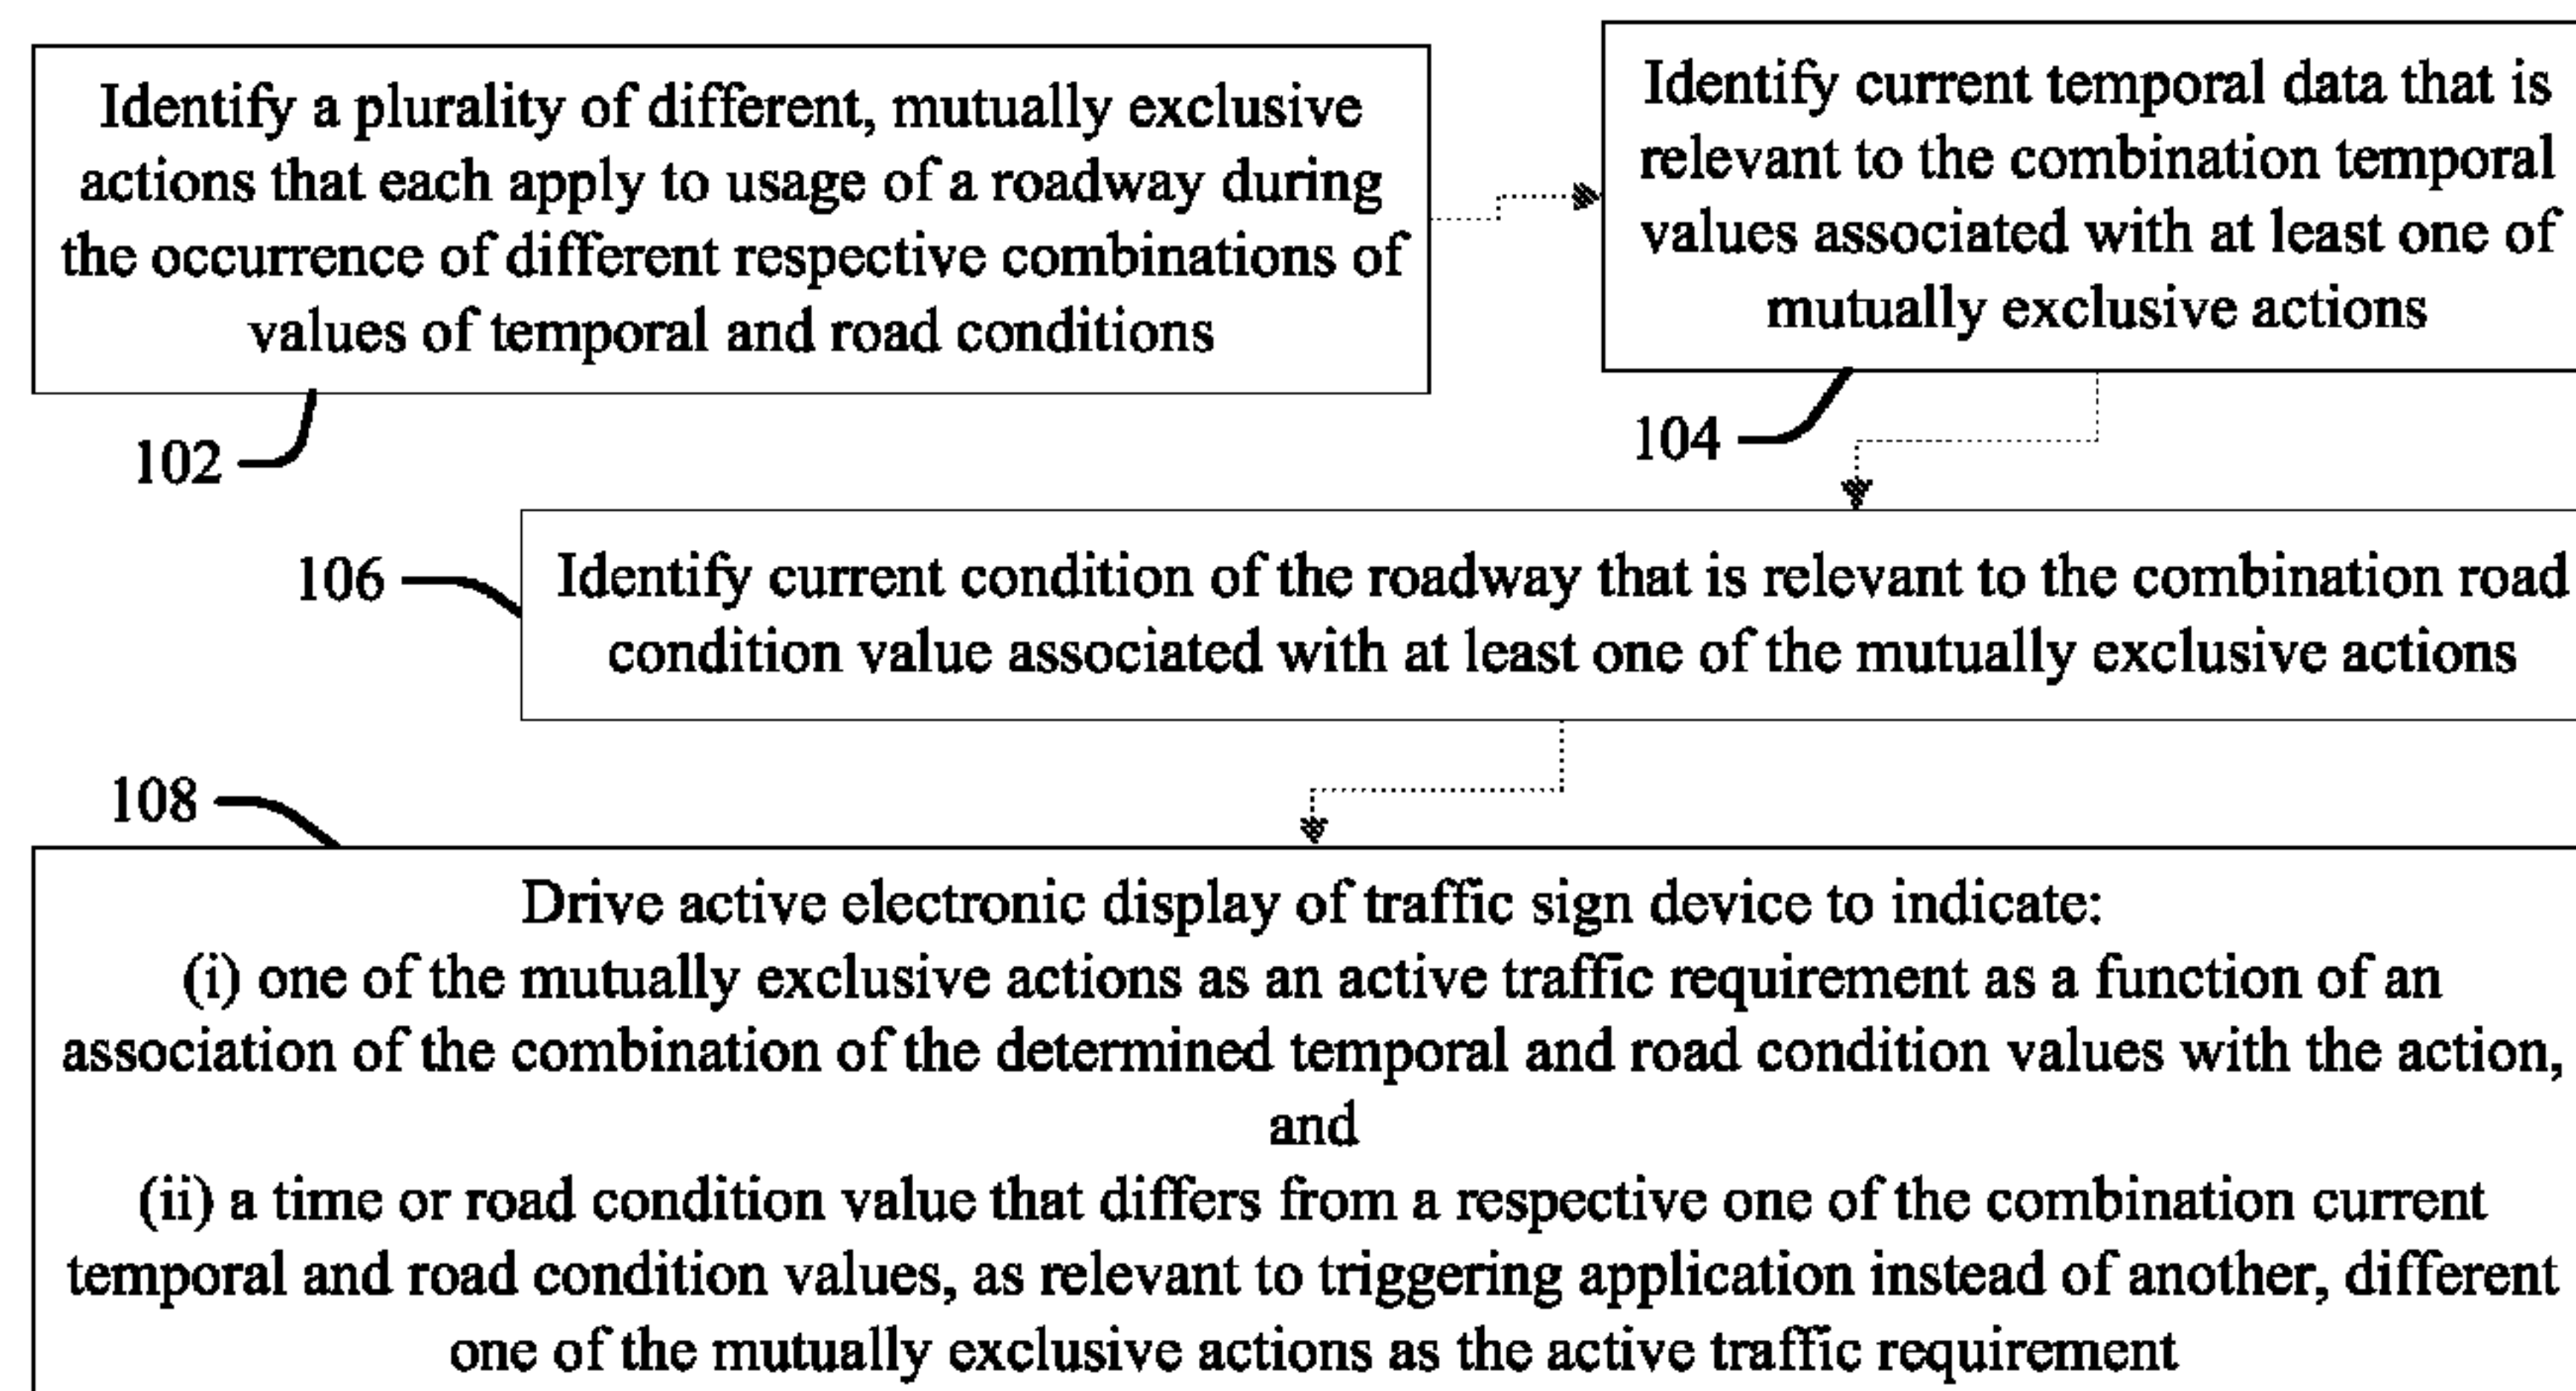 Identify a plurality of different, mutually exclusive
actions that each apply to usage of a roadway during
the occurrence of different respective combinations of
values of temporal and road conditions
102
Identify current temporal data that is
relevant to the combination temporal
values associated with at least one of
mutually exclusive actions
104
106
Identify current condition of the roadway that is relevant to the combination road
condition value associated with at least one of the mutually exclusive actions
108
Drive active electronic display of traffic sign device to indicate:
(i) one of the mutually exclusive actions as an active traffic requirement as a function of an
association of the combination of the determined temporal and road condition values with the action,
and
(ii) a time or road condition value that differs from a respective one of the combination current
temporal and road condition values, as relevant to triggering application instead of another, different
one of the mutually exclusive actions as the active traffic requirement